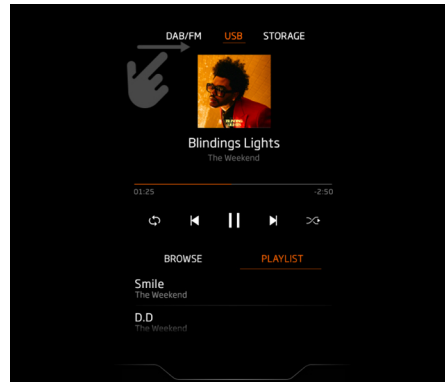 DAB/FM USB STORAGE
Blindings Lights
The Weekend
01:25 -2:50
BROWSE PLAYLIST
Smile
The Weekend
D.D
The Weekend